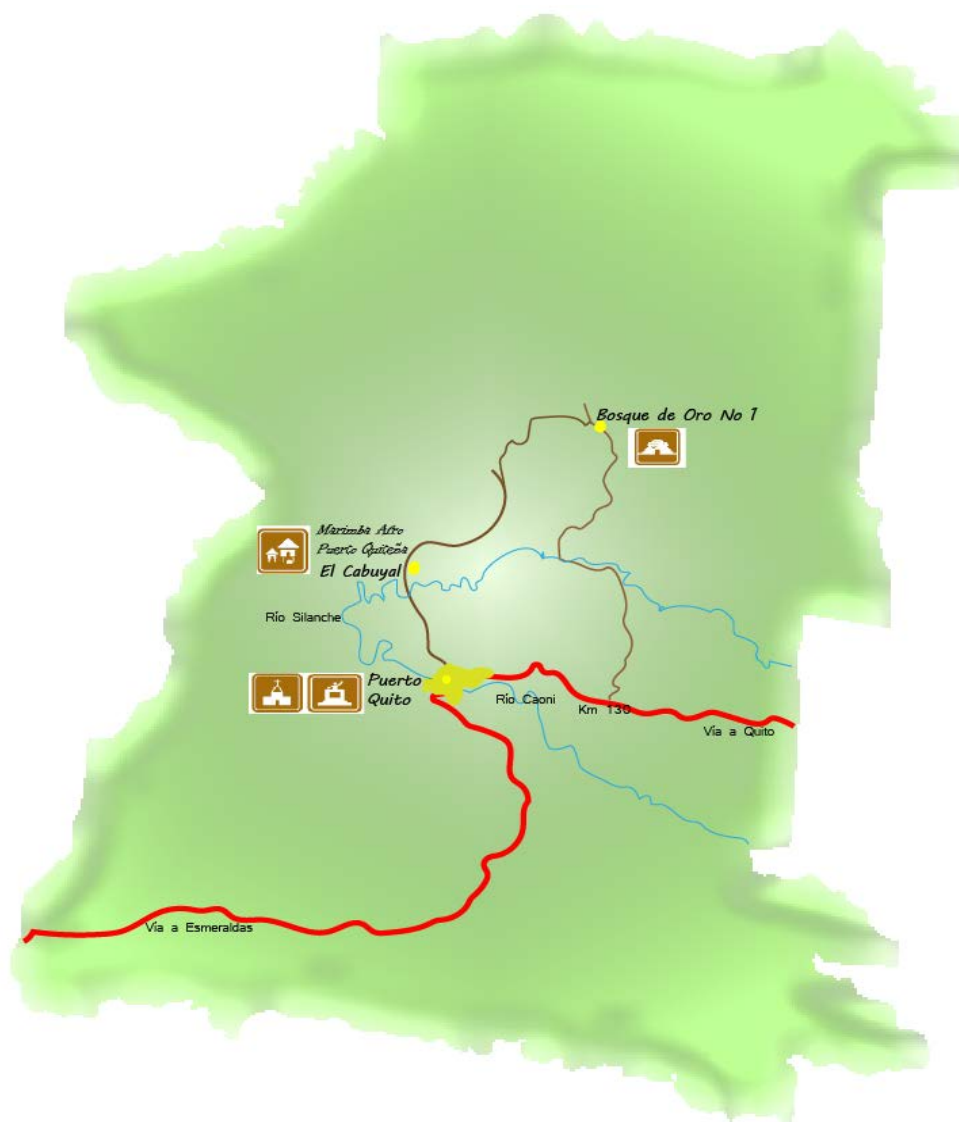 Bosque de Oro No 1
Marimba Afro
Puerto Quiteña
El Cabuyal
Río Silanche
Puerto
Quito
Río Caoni
Km 136
Vía a Quito
Vía a Esmeraldas